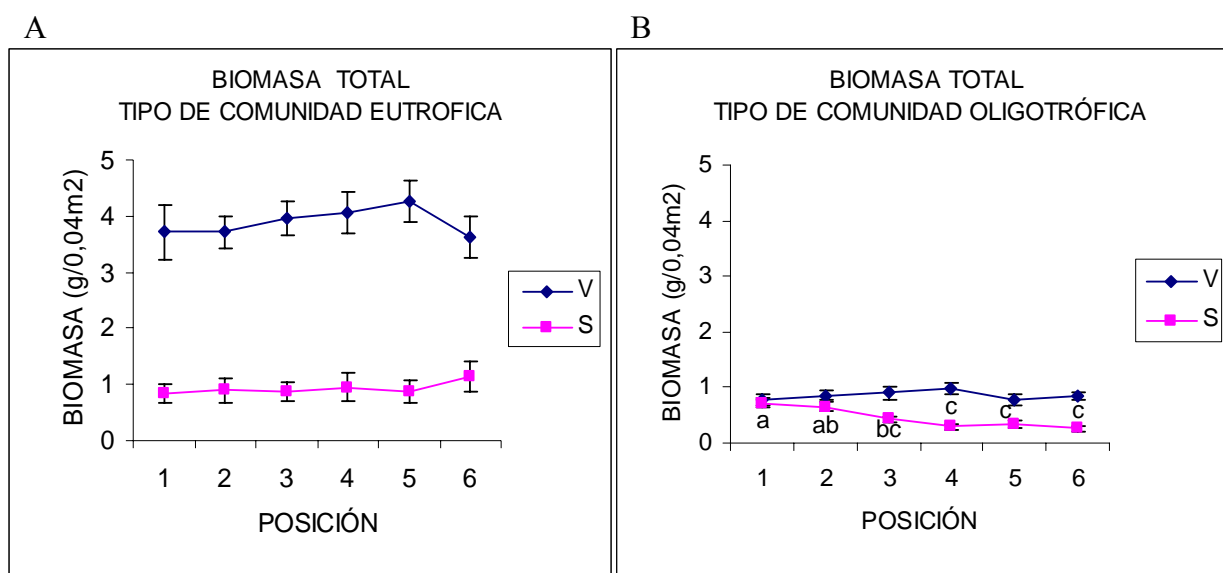 A
BIOMASA TOTAL
TIPO DE COMUNIDAD EUTROFICA
BIOMASA (g/0,04m2)
5
4
3
2
1
0
1 2 3 4 5 6
POSICIÓN
V
S
B
BIOMASA TOTAL
TIPO DE COMUNIDAD OLIGOTRÓFICA
BIOMASA (g/0,04m2)
5
4
3
2
1
0
a ab bc c c c
1 2 3 4 5 6
POSICIÓN
V
S